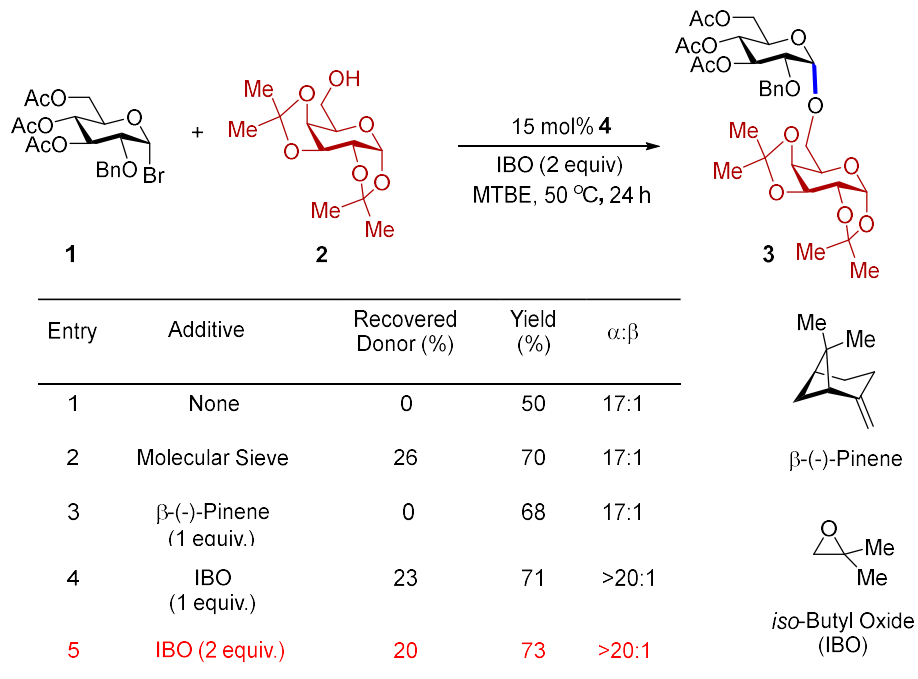 AcO
AcO
AcO
BnO
Br
1
+
Me
Me
O
O
OH
O
O
O
Me
Me
2
15 mol% 4
IBO (2 equiv)
MTBE, 50 °C, 24 h
AcO
AcO
AcO
O
BnO
O
Me
Me
O
O
O
O
O
Me
Me
3
Entry Additive Recovered Donor (%) Yield (%) α:β
1 None 0 50 17:1
2 Molecular Sieve 26 70 17:1
3 β-(-)-Pinene (1 equiv.) 0 68 17:1
4 IBO (1 equiv.) 23 71 >20:1
5 IBO (2 equiv.) 20 73 >20:1
Me
Me
β-(-)-Pinene
O
Me
Me
iso-Butyl Oxide
(IBO)